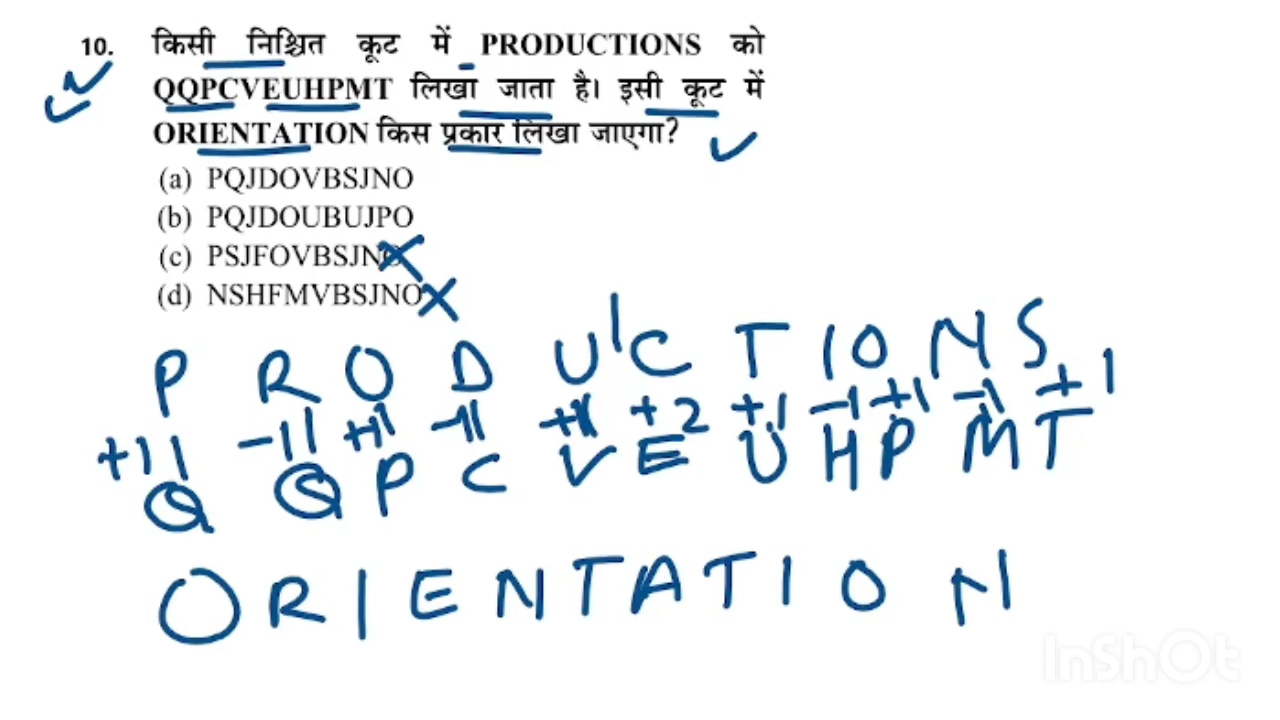 10. किसी निश्चित कूट में PRODUCTIONS को
QQPCVEUHPMT लिखा जाता है। इसी कूट में
ORIENTATION किस प्रकार लिखा जाएगा?
(a) PQJDOVBSJNO
(b) PQJDOUBUJPO
(c) PSJFOVBSJNO
(d) NSHFMVBSJNO
P R O D U C T I O N S
+1 -1 +1 -1 +1 +2 +1 -1 +1 -1 +1
Q Q P C V E U H P M T
O R I E N T A T I O N
InShOt